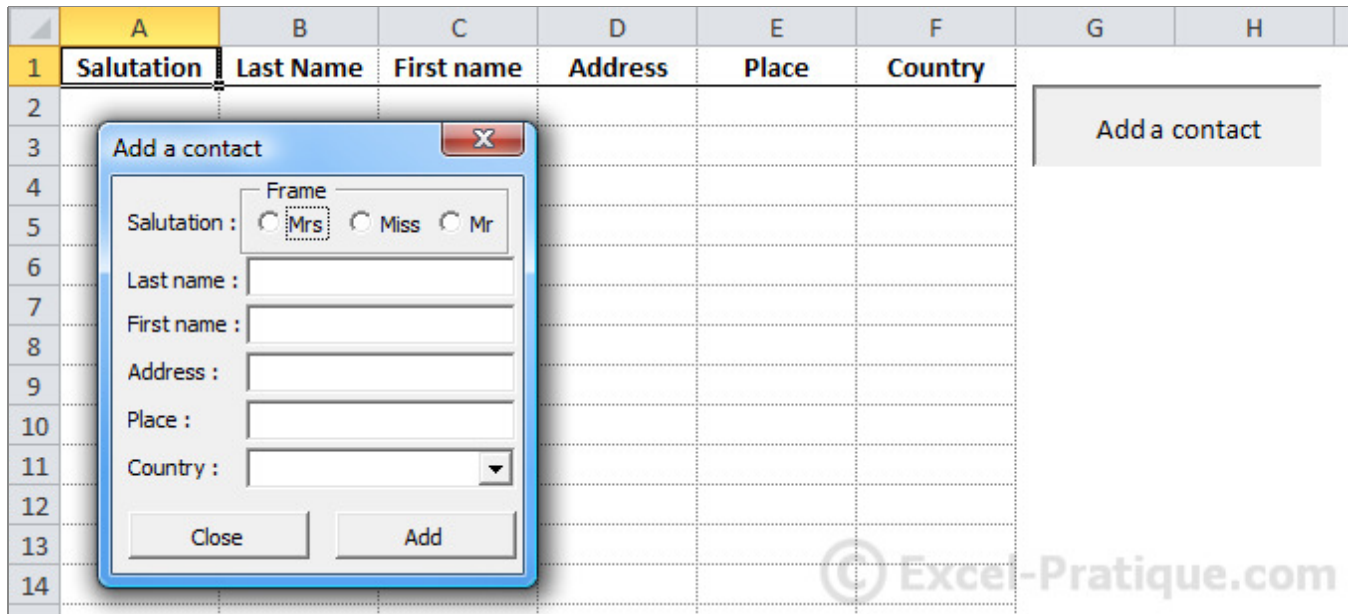 A B C D E F G H
1 Salutation Last Name First name Address Place Country
2
Add a contact
3
Add a contact X
4
Frame
5
Salutation : Mrs Miss Mr
6
Last name :
7
First name :
8
9
Address :
10
Place :
11
Country :
12
13
Close Add
14
© Excel-Pratique.com